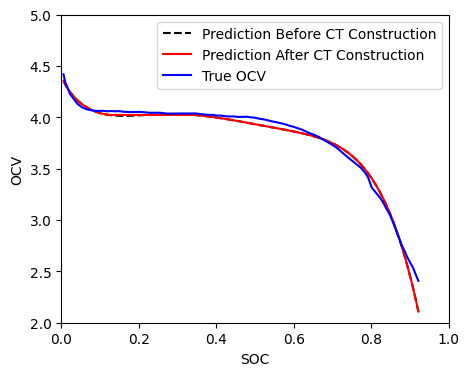 5.0
4.5
4.0
3.5
3.0
2.5
2.0
OCV
Prediction Before CT Construction
Prediction After CT Construction
True OCV
0.0 0.2 0.4 0.6 0.8 1.0
SOC